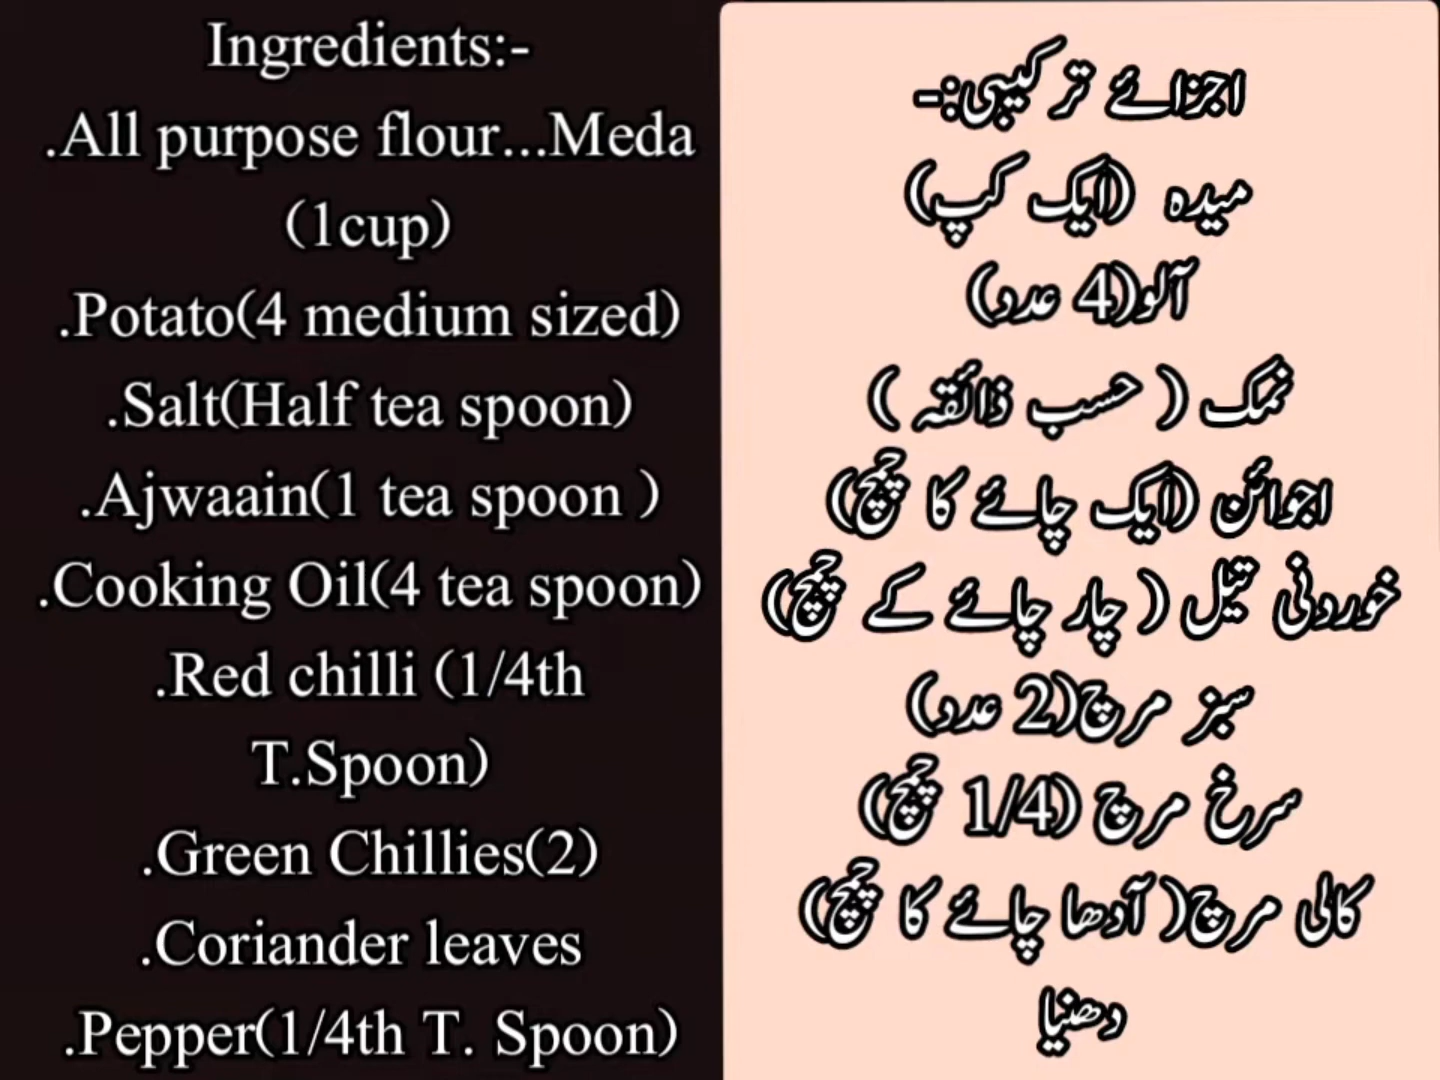 Ingredients:-
.All purpose flour...Meda
(1cup)
.Potato(4 medium sized)
.Salt(Half tea spoon)
.Ajwaain(1 tea spoon )
.Cooking Oil(4 tea spoon)
.Red chilli (1/4th
T.Spoon)
.Green Chillies(2)
.Coriander leaves
.Pepper(1/4th T. Spoon)
اجزائے ترکیبی:-
میدہ (ایک کپ)
آلو(4 عدد)
نمک ( حسب ذائقہ )
اجوائن (ایک چائے کا چمچ)
خوردنی تیل ( چار چائے کے چمچ)
سبز مرچ(2 عدد)
سرخ مرچ (1/4 چمچ)
کالی مرچ( آدھا چائے کا چمچ)
دھنیا